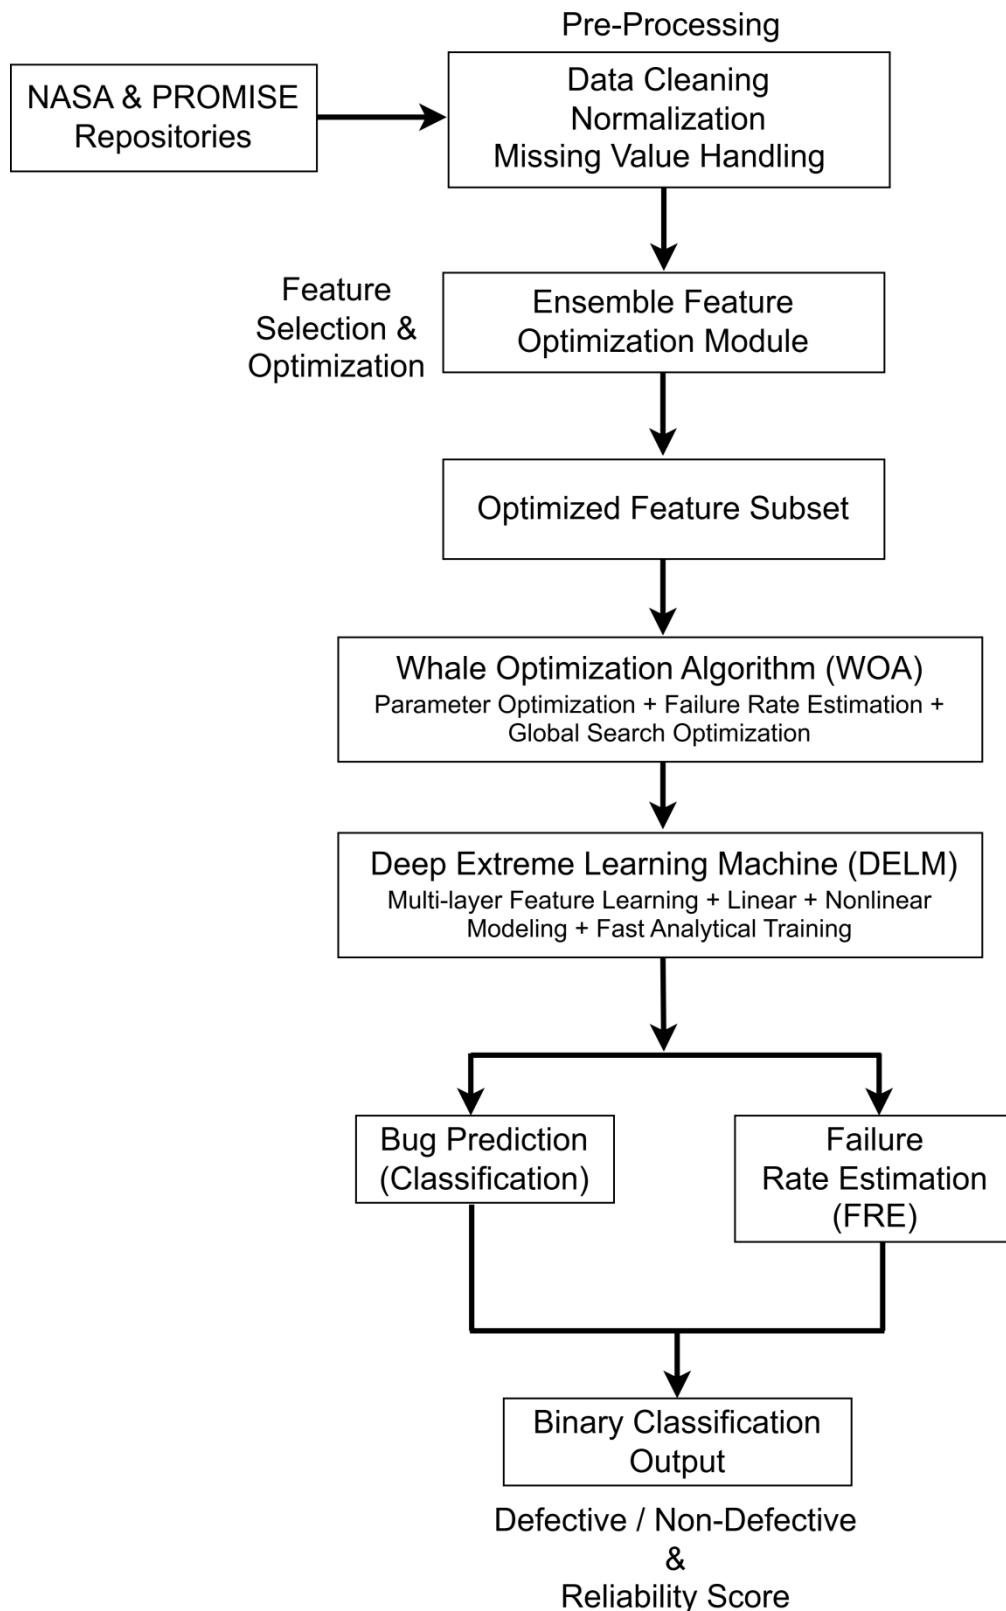 Pre-Processing
NASA & PROMISE
Repositories
Data Cleaning
Normalization
Missing Value Handling
Feature
Selection &
Optimization
Ensemble Feature
Optimization Module
Optimized Feature Subset
Whale Optimization Algorithm (WOA)
Parameter Optimization + Failure Rate Estimation +
Global Search Optimization
Deep Extreme Learning Machine (DELM)
Multi-layer Feature Learning + Linear + Nonlinear
Modeling + Fast Analytical Training
Bug Prediction
(Classification)
Failure
Rate Estimation
(FRE)
Binary Classification
Output
Defective / Non-Defective
&
Reliability Score